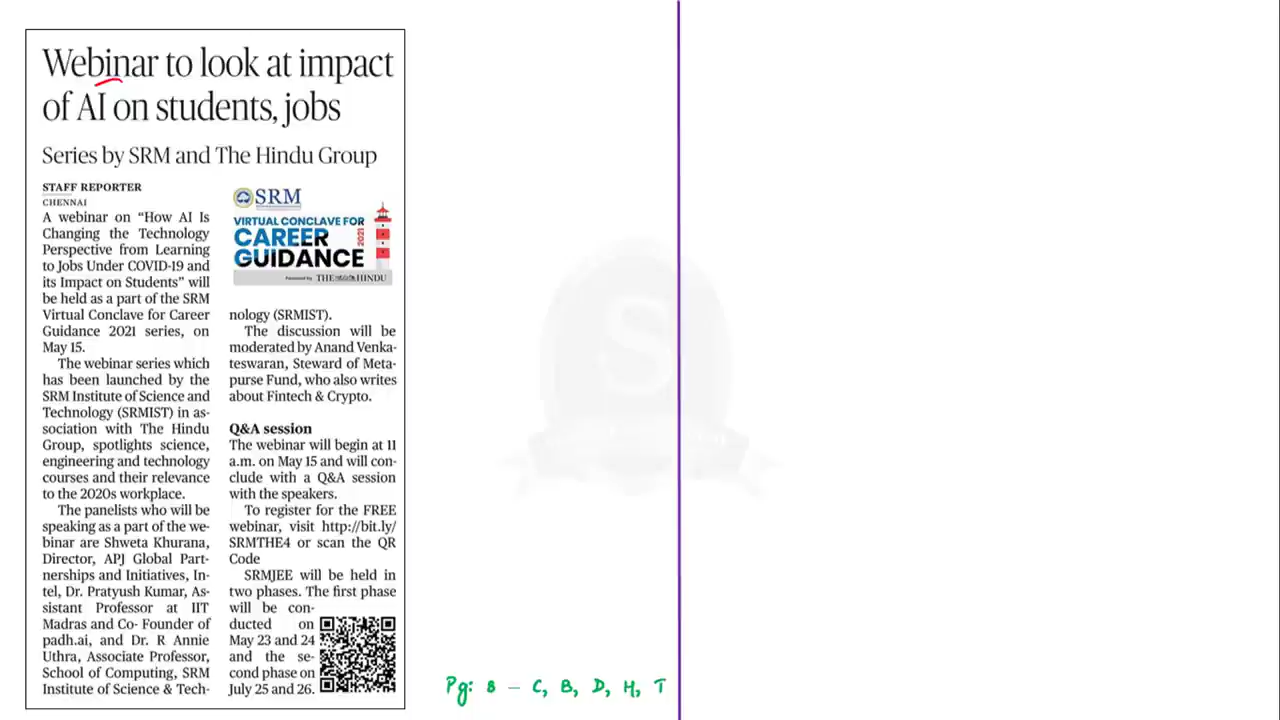 Webinar to look at impact
of AI on students, jobs
Series by SRM and The Hindu Group
STAFF REPORTER
CHENNAI
A webinar on “How AI Is
Changing the Technology
Perspective from Learning
to Jobs Under COVID-19 and
its Impact on Students” will
be held as a part of the SRM
Virtual Conclave for Career
Guidance 2021 series, on
May 15.
The webinar series which
has been launched by the
SRM Institute of Science and
Technology (SRMIST) in as-
sociation with The Hindu
Group, spotlights science,
engineering and technology
courses and their relevance
to the 2020s workplace.
The panelists who will be
speaking as a part of the we-
binar are Shweta Khurana,
Director, APJ Global Part-
nerships and Initiatives, In-
tel, Dr. Pratyush Kumar, As-
sistant Professor at IIT
Madras and Co- Founder of
padh.ai, and Dr. R Annie
Uthra, Associate Professor,
School of Computing, SRM
Institute of Science & Tech-
SRM
VIRTUAL CONCLAVE FOR
CAREER
GUIDANCE
2021
Powered by THE HINDU
nology (SRMIST).
The discussion will be
moderated by Anand Venka-
teswaran, Steward of Meta-
purse Fund, who also writes
about Fintech & Crypto.
Q&A session
The webinar will begin at 11
a.m. on May 15 and will con-
clude with a Q&A session
with the speakers.
To register for the FREE
webinar, visit http://bit.ly/
SRMTHE4 or scan the QR
Code
SRMJEE will be held in
two phases. The first phase
will be con-
ducted on
May 23 and 24
and the se-
cond phase on
July 25 and 26.
Pg: 8 – C, B, D, H, T
S